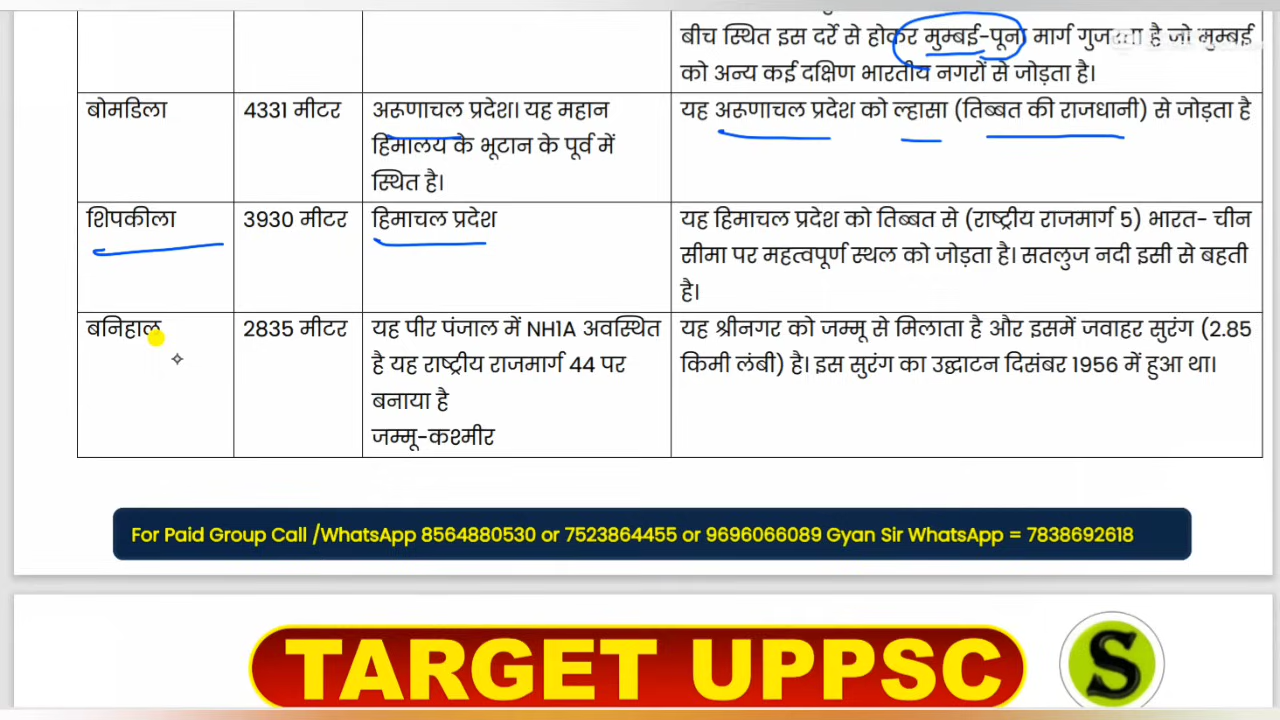 बीच स्थित इस दर्रे से होकर मुम्बई-पूना मार्ग गुजरता है जो मुम्बई
को अन्य कई दक्षिण भारतीय नगरों से जोड़ता है।
बोमडिला
4331 मीटर
अरूणाचल प्रदेश। यह महान
हिमालय के भूटान के पूर्व में
स्थित है।
यह अरूणाचल प्रदेश को ल्हासा (तिब्बत की राजधानी) से जोड़ता है
शिपकीला
3930 मीटर
हिमाचल प्रदेश
यह हिमाचल प्रदेश को तिब्बत से (राष्ट्रीय राजमार्ग 5) भारत- चीन
सीमा पर महत्वपूर्ण स्थल को जोड़ता है। सतलुज नदी इसी से बहती
है।
बनिहाल
2835 मीटर
यह पीर पंजाल में NH1A अवस्थित
है यह राष्ट्रीय राजमार्ग 44 पर
बनाया है
जम्मू-कश्मीर
यह श्रीनगर को जम्मू से मिलाता है और इसमें जवाहर सुरंग (2.85
किमी लंबी) है। इस सुरंग का उद्घाटन दिसंबर 1956 में हुआ था।
For Paid Group Call /WhatsApp 8564880530 or 7523864455 or 9696066089 Gyan Sir WhatsApp = 7838692618
TARGET UPPSC
S